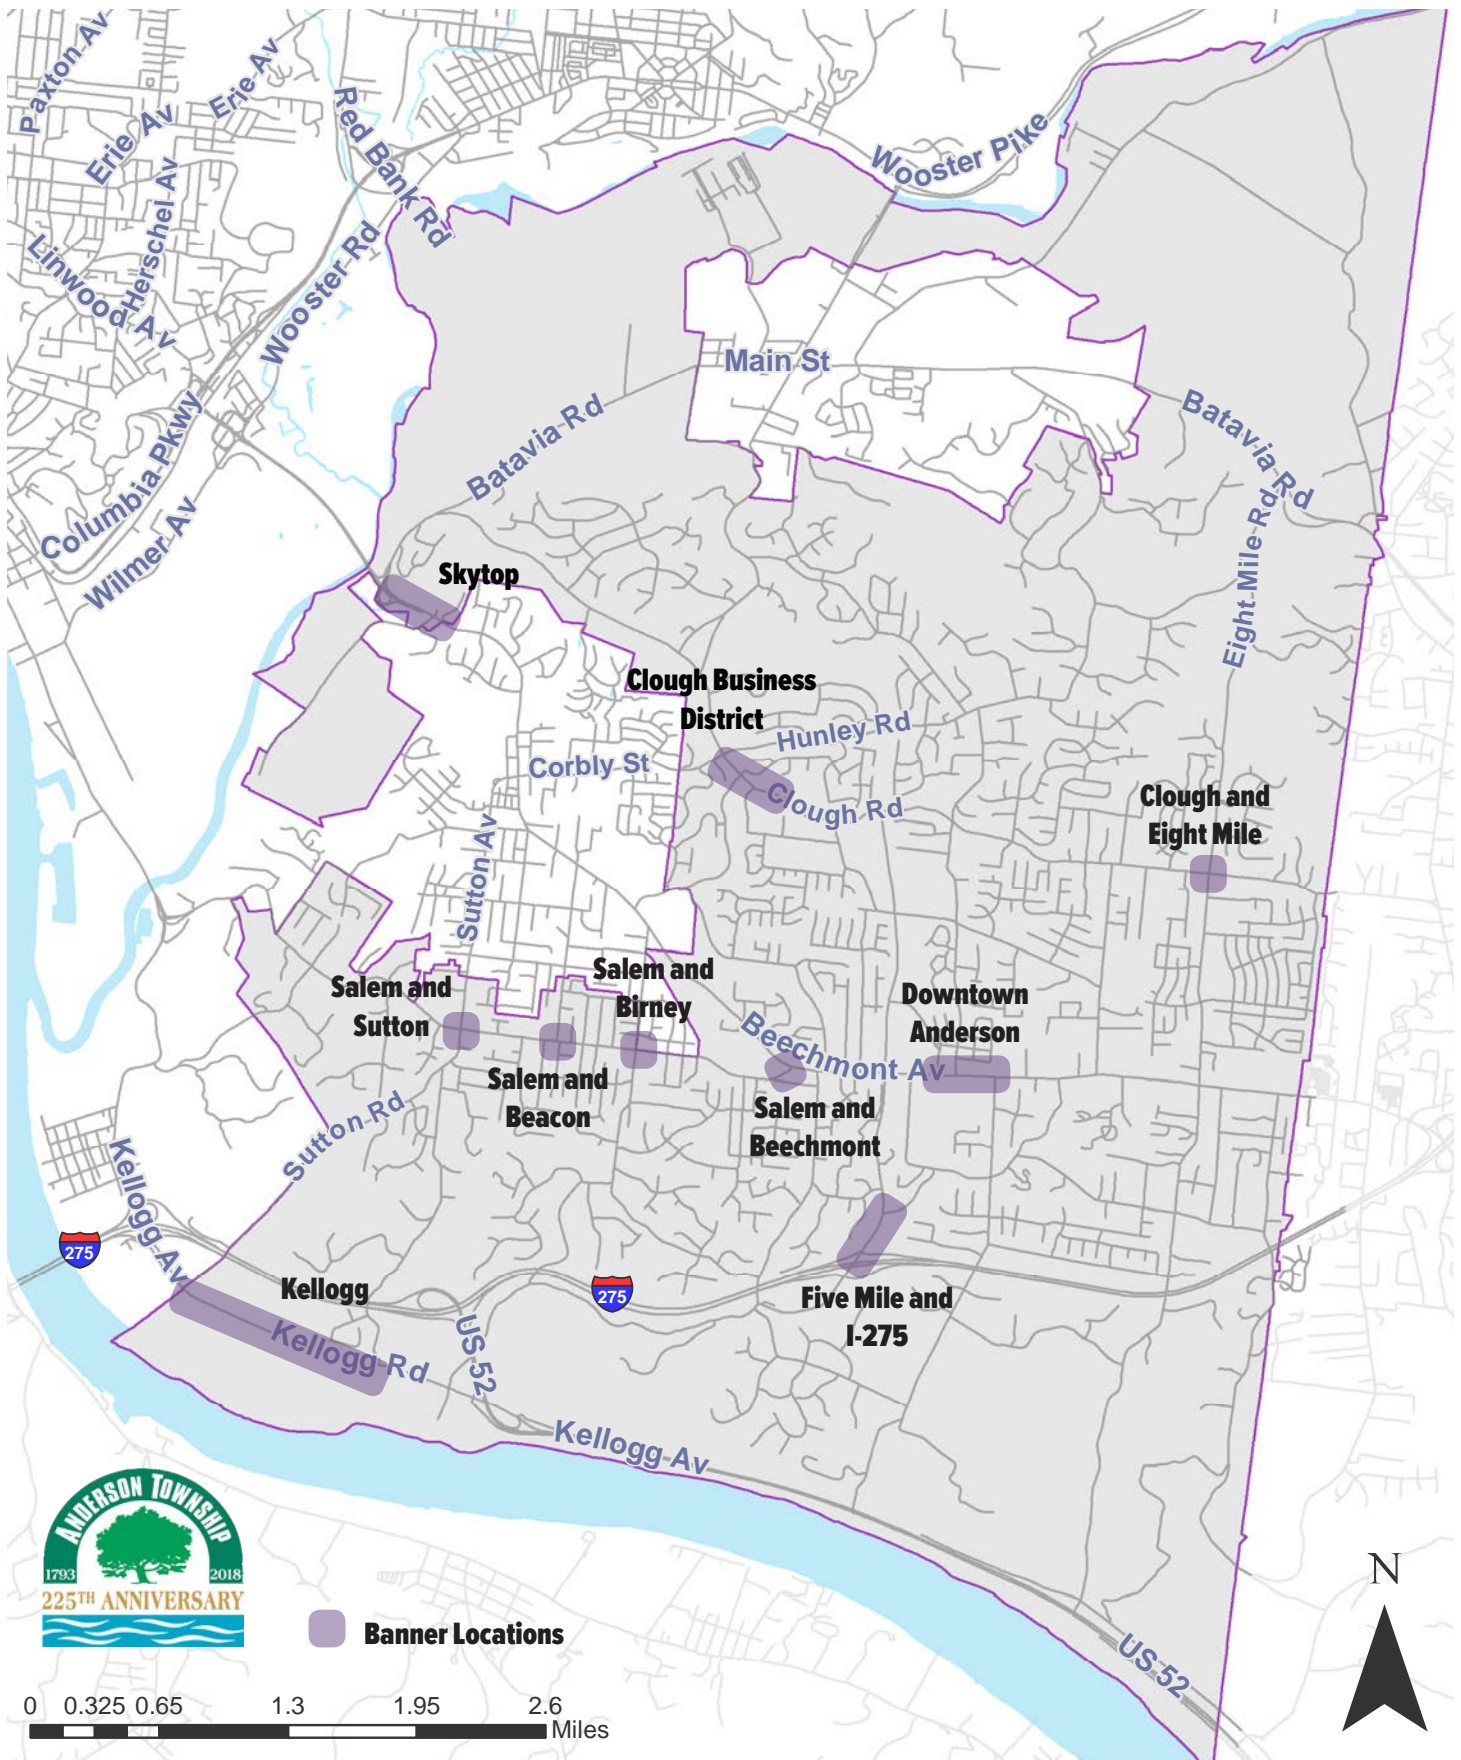 Paxton Av
Erie Av
Erie Av
Red Bank Rd
Wooster Pike
Herschel Av
Linwood Av
Wooster Rd
Main St
Batavia Rd
Batavia Rd
Columbia Pkwy
Wilmer Av
Eight Mile Rd
Skytop
Clough Business
District
Hunley Rd
Corbly St
Clough Rd
Clough and
Eight Mile
Sutton Av
Salem and
Birney
Salem and
Sutton
Downtown
Anderson
Beechmont Av
Salem and
Beacon
Salem and
Beechmont
Sutton Rd
Kellogg Av
275
Kellogg
275
Five Mile and
I-275
Kellogg Rd
US 52
Kellogg Av
ANDERSON TOWNSHIP
1793
2018
225TH ANNIVERSARY
Banner Locations
N
US 52
0 0.325 0.65 1.3 1.95 2.6
Miles